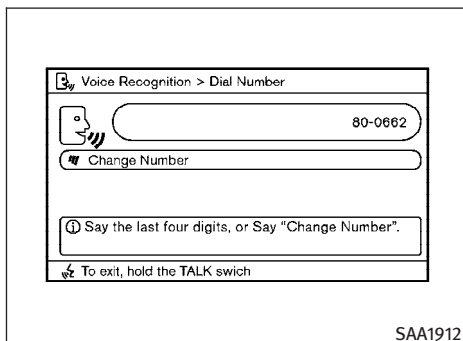 Voice Recognition > Dial Number
80-0662
Change Number
Say the last four digits, or Say “Change Number”.
To exit, hold the TALK swich
SAA1912